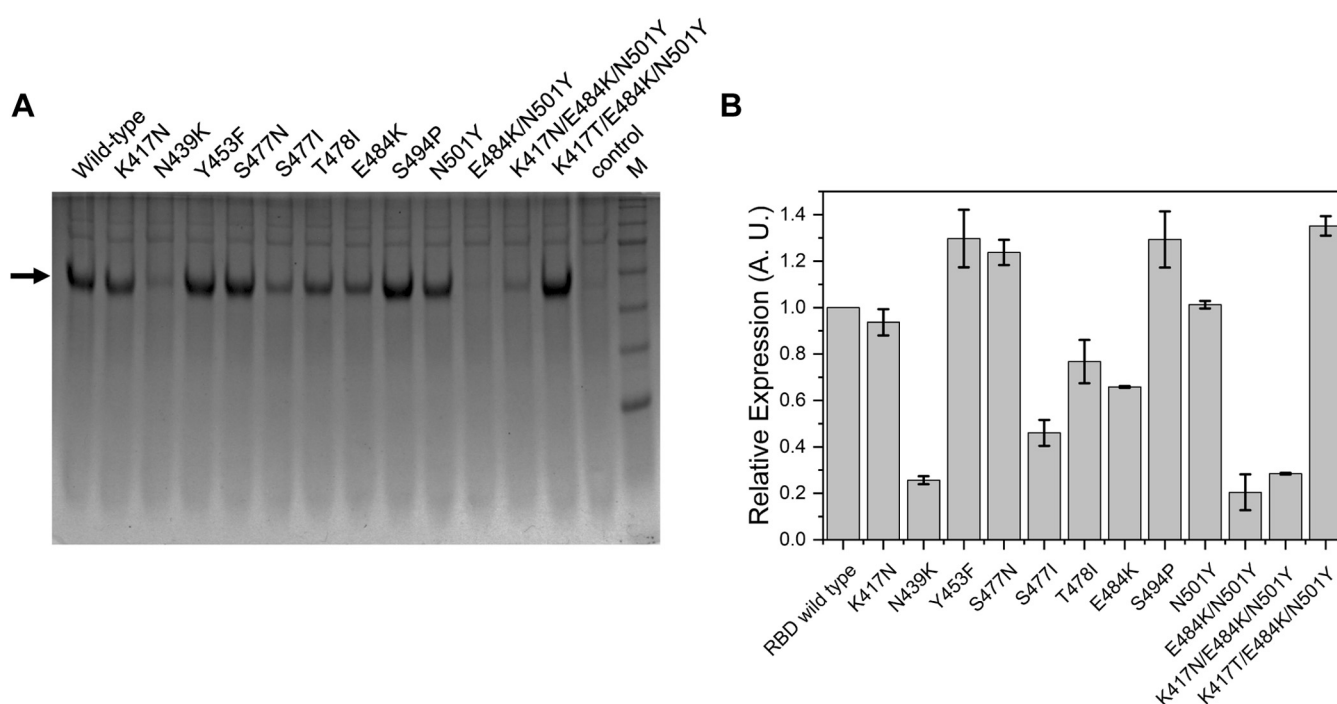 A
Wild-type
K417N
N439K
Y453F
S477N
S477I
T478I
E484K
S494P
N501Y
E484K/N501Y
K417N/E484K/N501Y
K417T/E484K/N501Y
control
M
B
Relative Expression (A. U.)
1.4
1.2
1.0
0.8
0.6
0.4
0.2
0.0
RBD wild type
K417N
N439K
Y453F
S477N
S477I
T478I
E484K
S494P
N501Y
E484K/N501Y
K417N/E484K/N501Y
K417T/E484K/N501Y